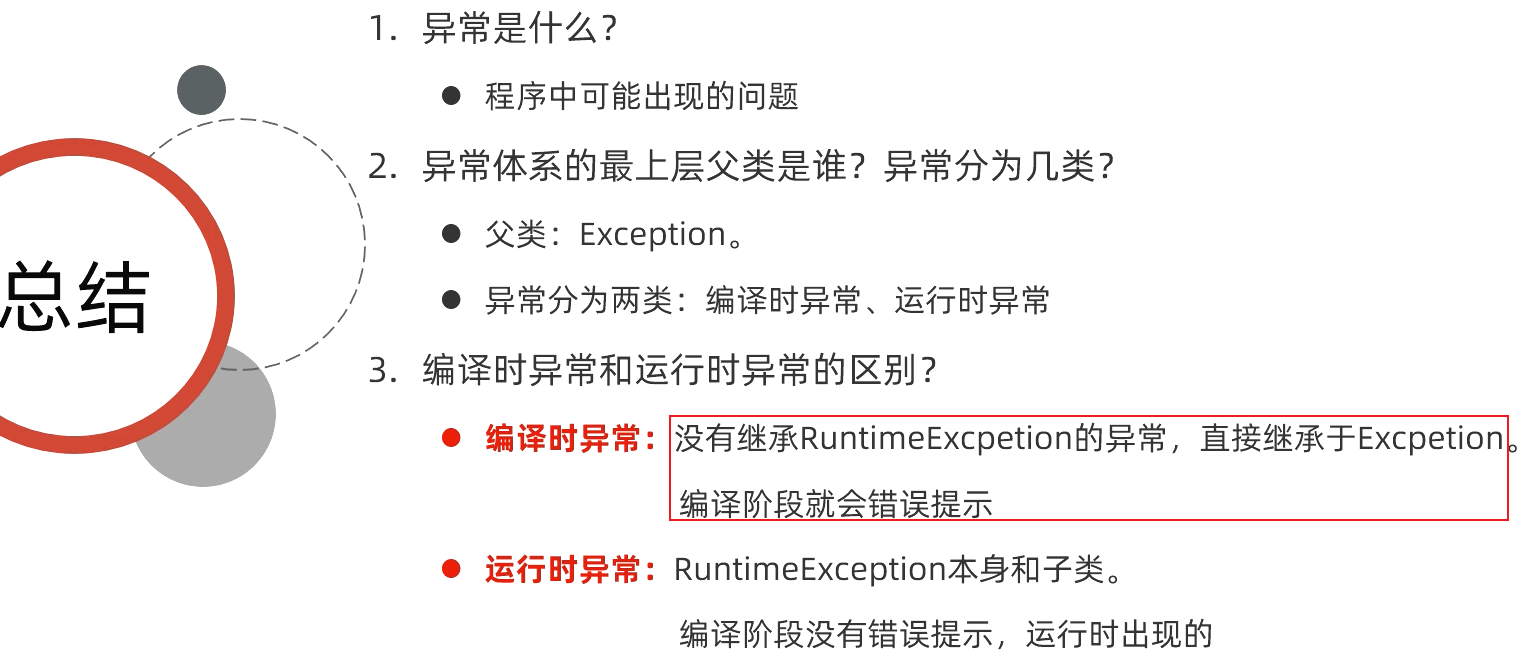 总结
1. 异常是什么?
● 程序中可能出现的问题
2. 异常体系的最上层父类是谁?异常分为几类?
● 父类：Exception。
● 异常分为两类：编译时异常、运行时异常
3. 编译时异常和运行时异常的区别?
● 编译时异常：没有继承RuntimeExcpetion的异常，直接继承于Excpetion。
编译阶段就会错误提示
● 运行时异常：RuntimeException本身和子类。
编译阶段没有错误提示，运行时出现的